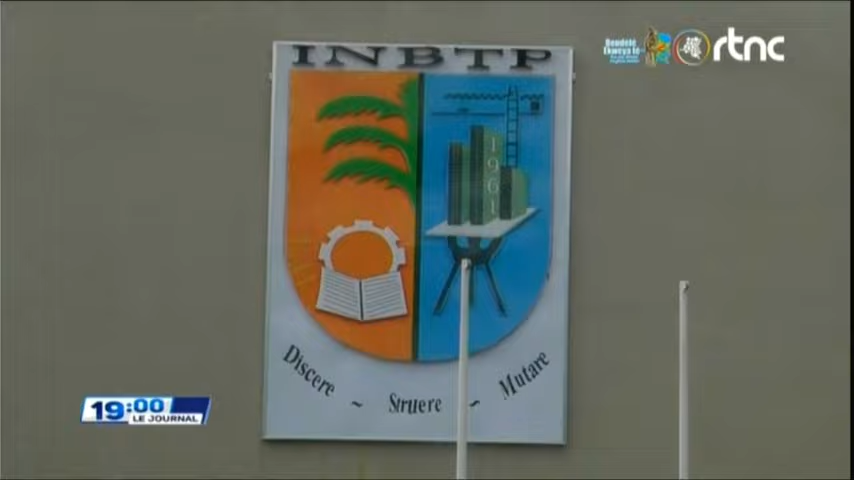 INBTP
rtnc
1961
Discere ~ Struere ~ Mutare
19:00
LE JOURNAL